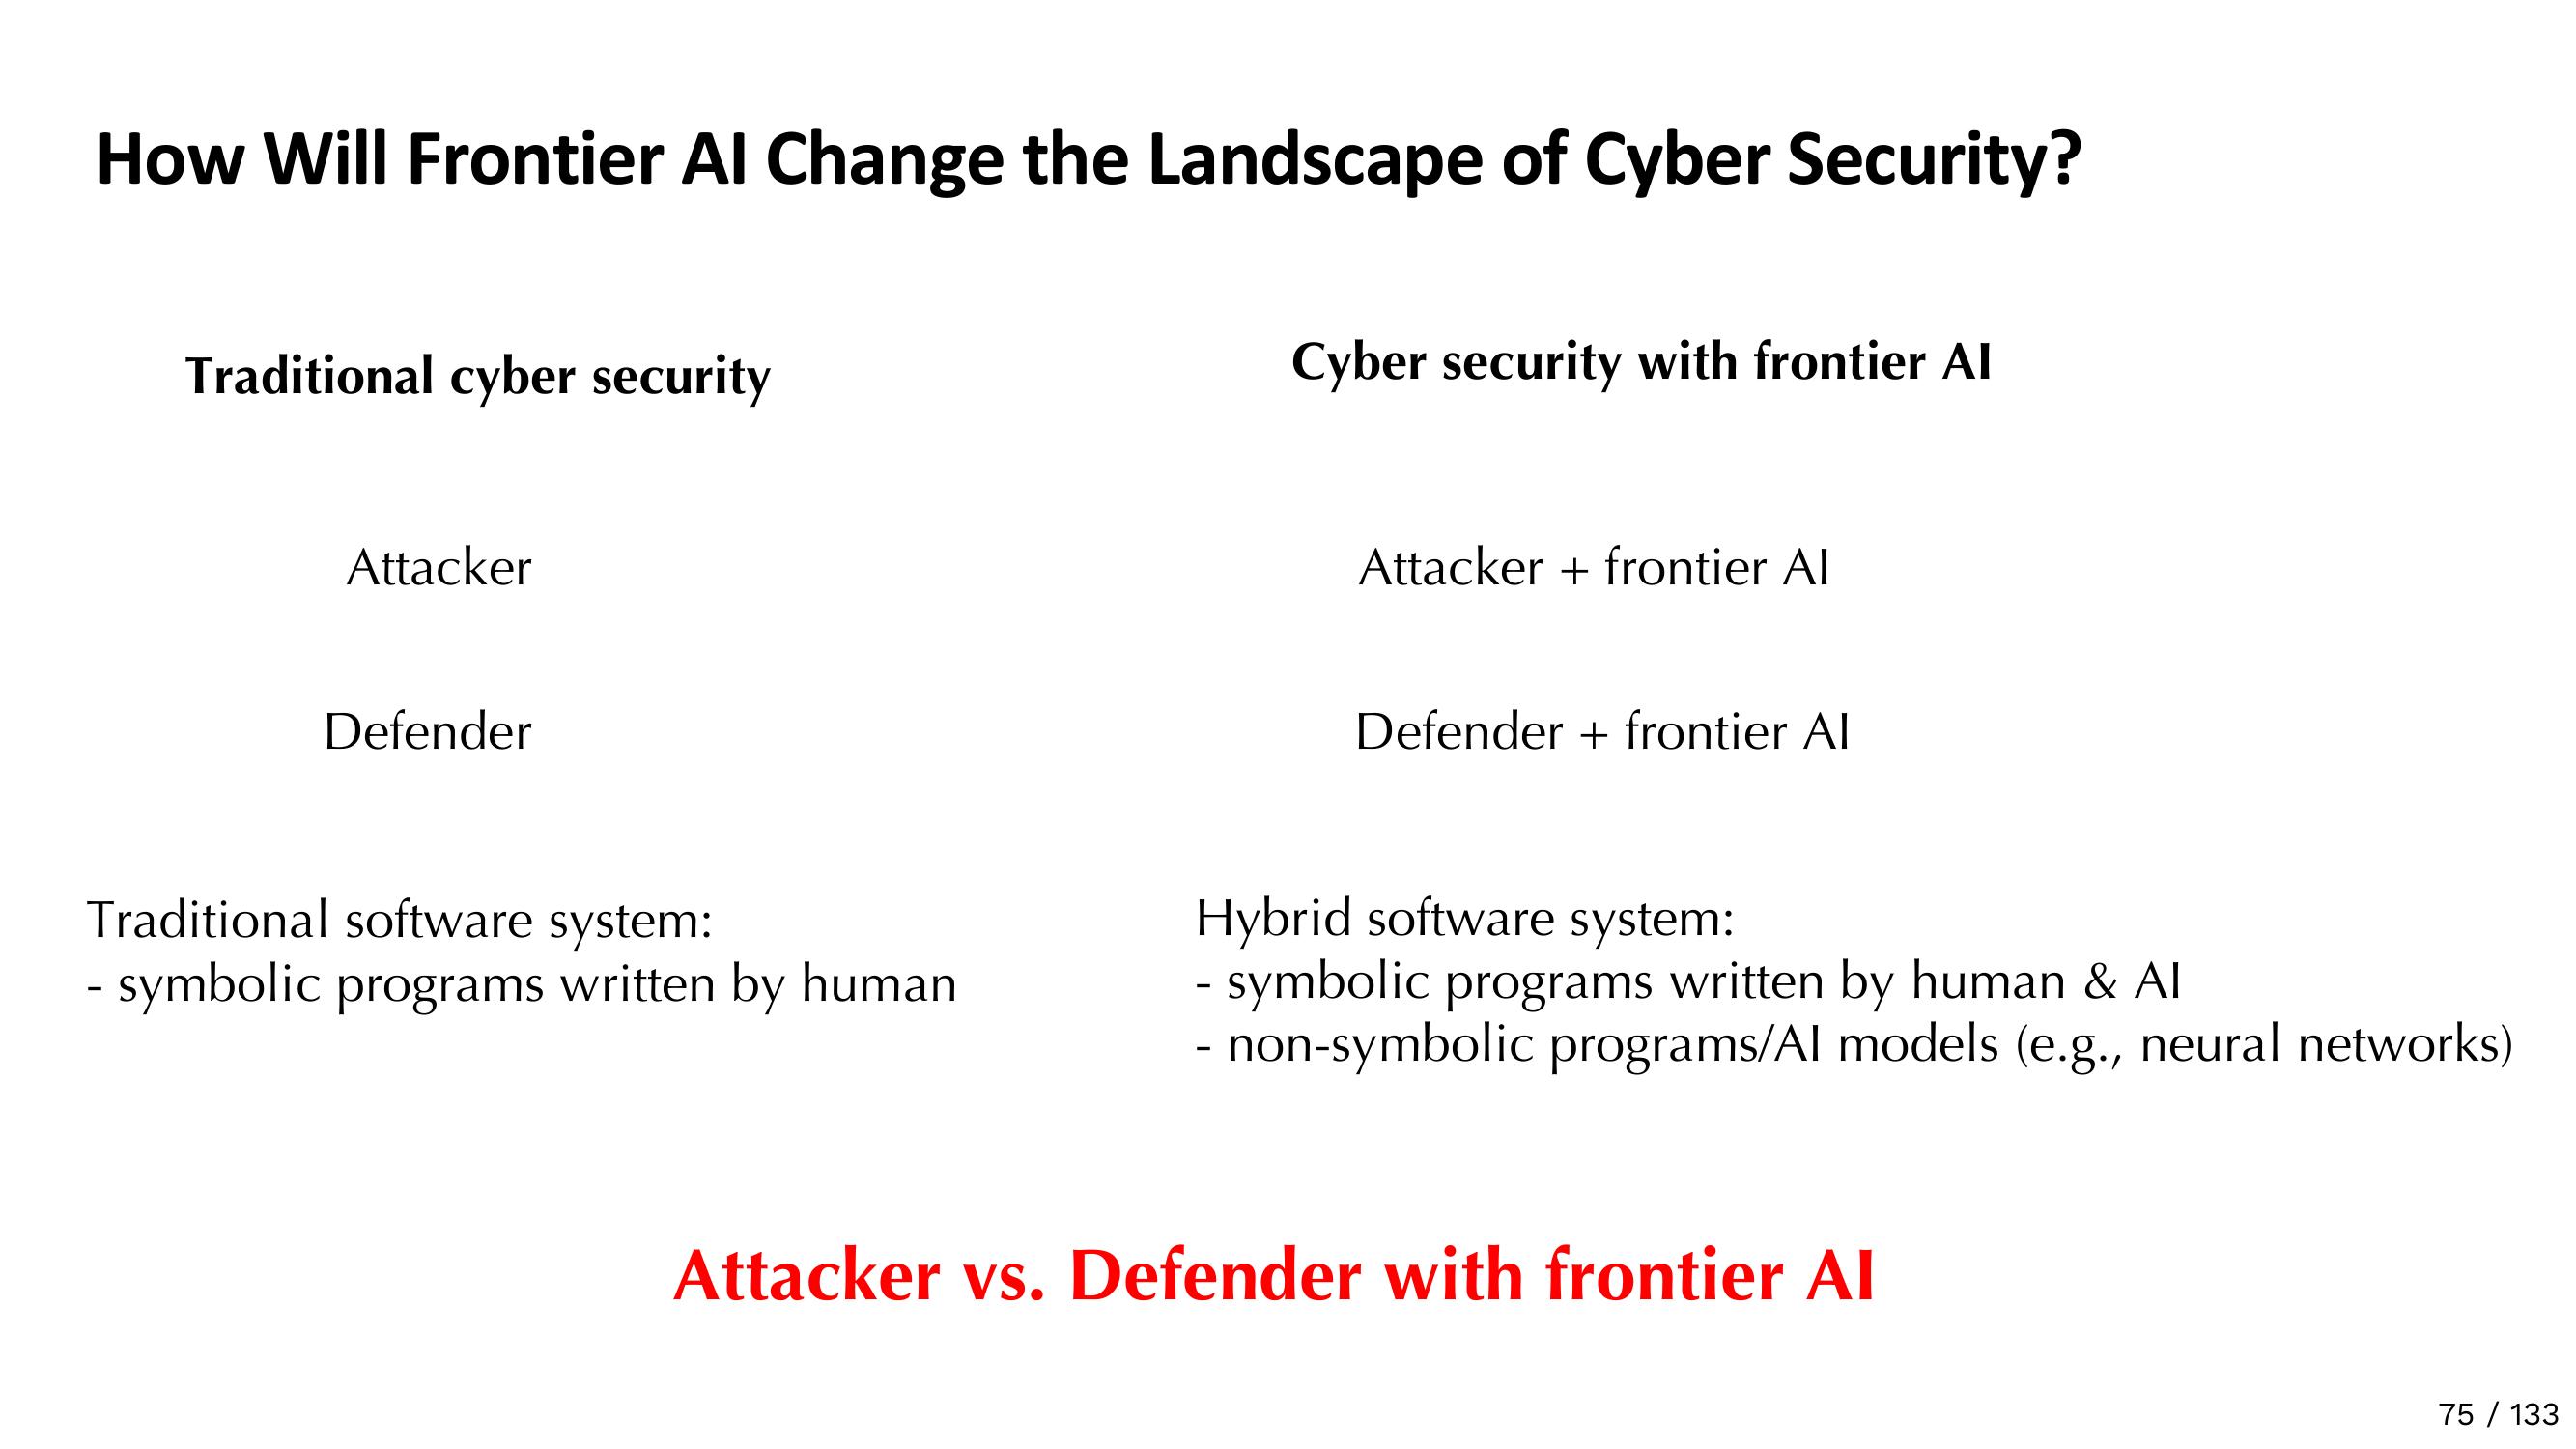 How Will Frontier AI Change the Landscape of Cyber Security?
Traditional cyber security
Cyber security with frontier AI
Attacker
Attacker + frontier AI
Defender
Defender + frontier AI
Traditional software system:
- symbolic programs written by human
Hybrid software system:
- symbolic programs written by human & AI
- non-symbolic programs/AI models (e.g., neural networks)
Attacker vs. Defender with frontier AI
75 / 133